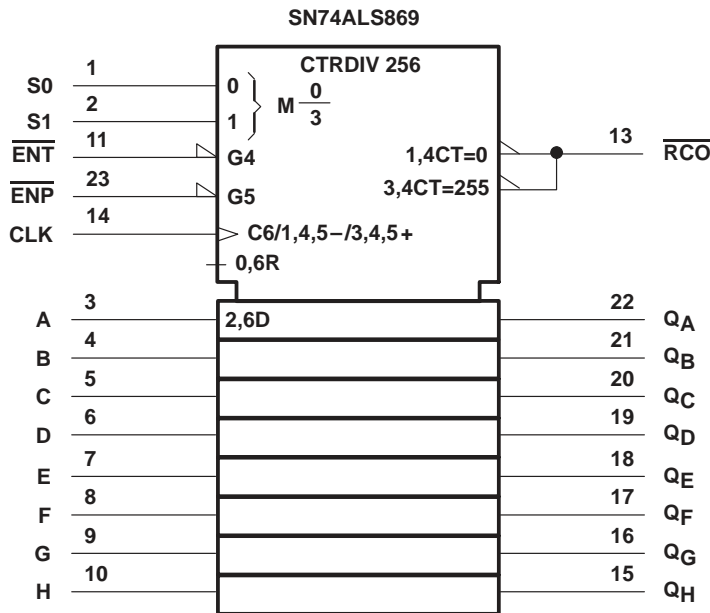 SN74ALS869
CTRDIV 256
S0 1 0 M 0/3
S1 2 1
ENT 11 G4 1,4CT=0 13 RCO
ENP 23 G5 3,4CT=255
CLK 14 C6/1,4,5−/3,4,5+
0,6R
A 3 2,6D 22 QA
B 4 21 QB
C 5 20 QC
D 6 19 QD
E 7 18 QE
F 8 17 QF
G 9 16 QG
H 10 15 QH